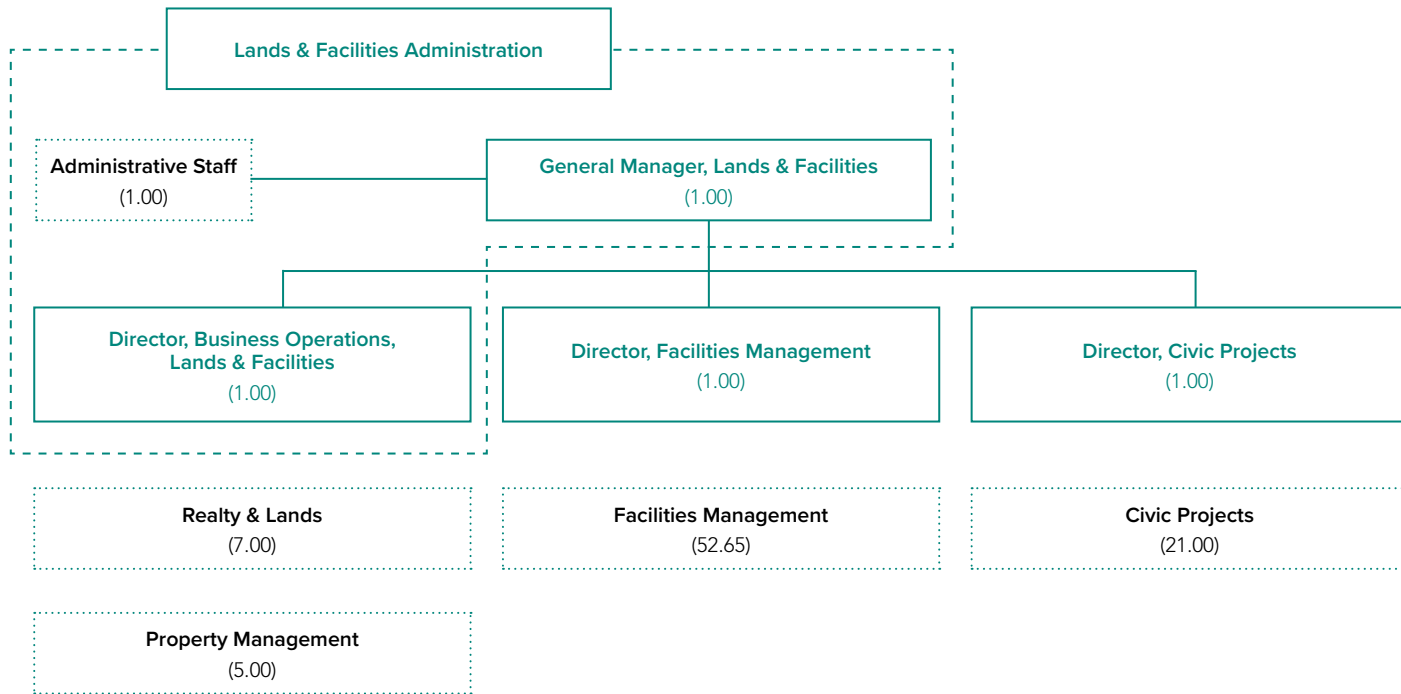 Lands & Facilities Administration
Administrative Staff
(1.00)
General Manager, Lands & Facilities
(1.00)
Director, Business Operations,
Lands & Facilities
(1.00)
Director, Facilities Management
(1.00)
Director, Civic Projects
(1.00)
Realty & Lands
(7.00)
Facilities Management
(52.65)
Civic Projects
(21.00)
Property Management
(5.00)